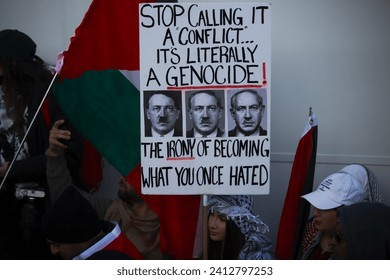 STOP CALLING IT
A "CONFLICT"...
IT'S LITERALLY
A GENOCIDE!
THE IRONY OF BECOMING
WHAT YOU ONCE HATED